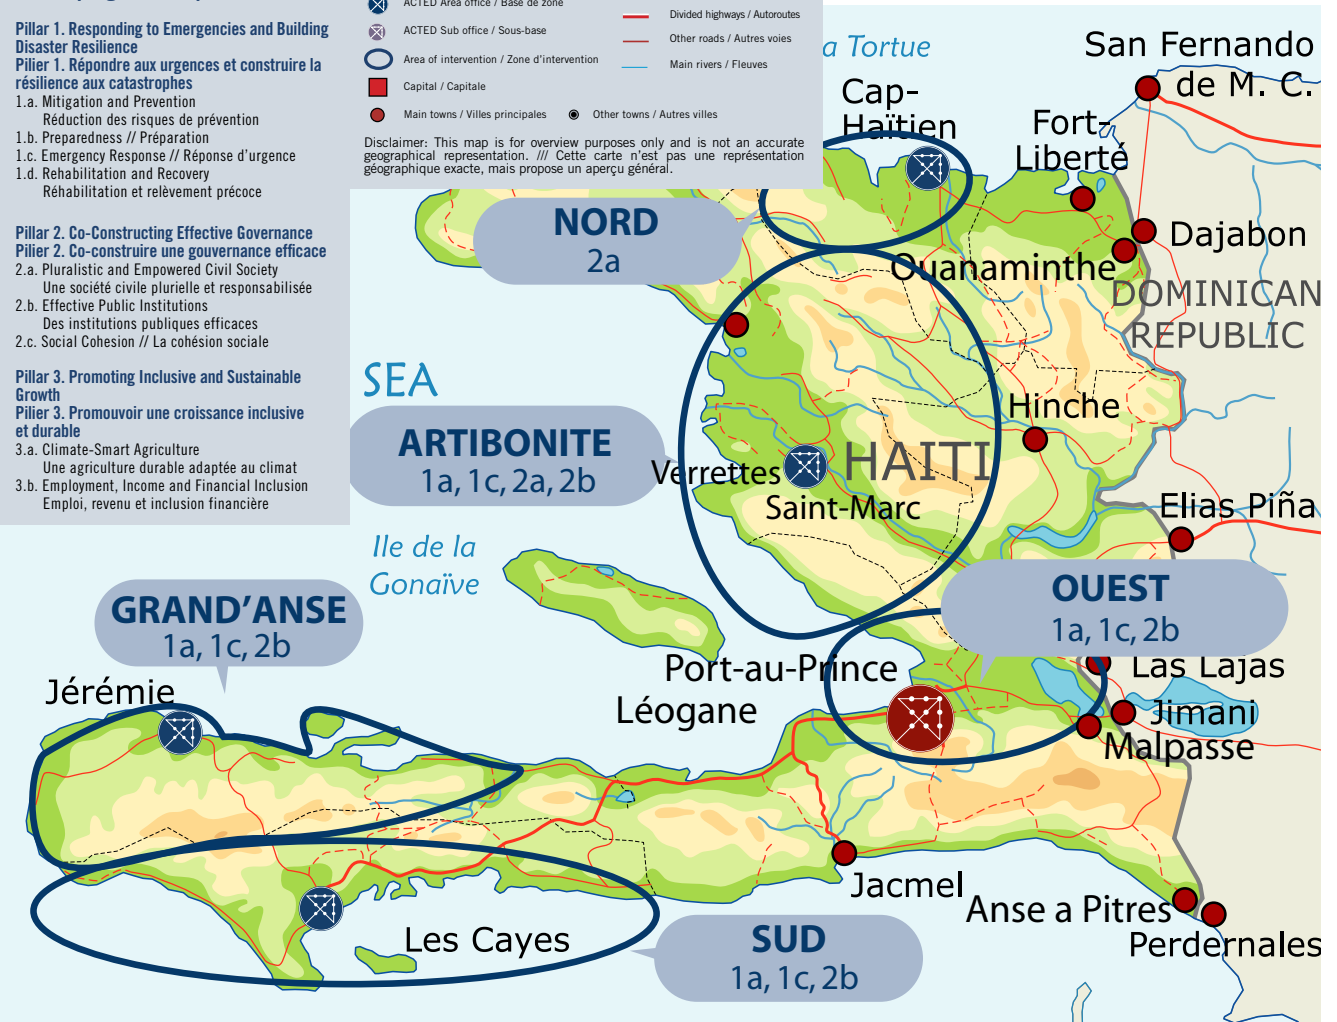 Pillar 1. Responding to Emergencies and Building
Disaster Resilience
Pilier 1. Répondre aux urgences et construire la
résilience aux catastrophes
1.a. Mitigation and Prevention
Réduction des risques de prévention
1.b. Preparedness // Préparation
1.c. Emergency Response // Réponse d'urgence
1.d. Rehabilitation and Recovery
Réhabilitation et relèvement précoce
Pillar 2. Co-Constructing Effective Governance
Pilier 2. Co-construire une gouvernance efficace
2.a. Pluralistic and Empowered Civil Society
Une société civile plurielle et responsabilisée
2.b. Effective Public Institutions
Des institutions publiques efficaces
2.c. Social Cohesion // La cohésion sociale
Pillar 3. Promoting Inclusive and Sustainable
Growth
Pilier 3. Promouvoir une croissance inclusive
et durable
3.a. Climate-Smart Agriculture
Une agriculture durable adaptée au climat
3.b. Employment, Income and Financial Inclusion
Emploi, revenu et inclusion financière
ACTED Area office / Base de zone
ACTED Sub office / Sous-base
Area of intervention / Zone d'intervention
Capital / Capitale
Main towns / Villes principales
Other towns / Autres villes
Divided highways / Autoroutes
Other roads / Autres voies
Main rivers / Fleuves
Disclaimer: This map is for overview purposes only and is not an accurate
geographical representation. /// Cette carte n'est pas une représentation
géographique exacte, mais propose un aperçu général.
a Tortue
San Fernando
de M. C.
Cap-
Haïtien
Fort-
Liberté
NORD
2a
Dajabon
Ouanaminthe
DOMINICAN
REPUBLIC
SEA
Hinche
ARTIBONITE
1a, 1c, 2a, 2b
HAITI
Verrettes
Saint-Marc
Elias Piña
Ile de la
Gonaïve
OUEST
1a, 1c, 2b
GRAND'ANSE
1a, 1c, 2b
Port-au-Prince
Las Lajas
Jérémie
Léogane
Jimani
Malpasse
Jacmel
Anse a Pitres
Les Cayes
SUD
1a, 1c, 2b
Perdernales